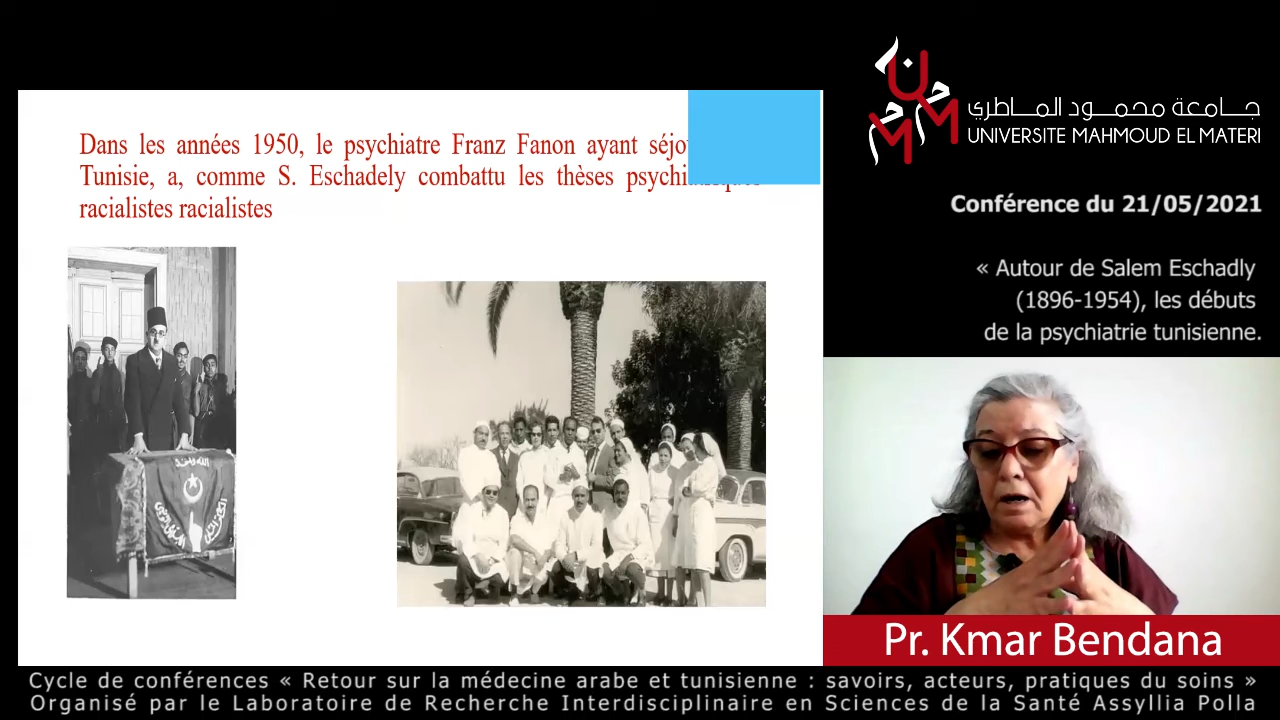 Dans les années 1950, le psychiatre Franz Fanon ayant
Tunisie, a, comme S. Eschadely combattu les thèses
racialistes racialistes
جامعة محمود الماطري
UNIVERSITE MAHMOUD EL MATERI
Conférence du 21/05/2021
« Autour de Salem Eschadly
(1896-1954), les débuts
de la psychiatrie tunisienne.
Pr. Kmar Bendana
Cycle de conférences « Retour sur la médecine arabe et tunisienne : savoirs, acteurs, pratiques du soins »
Organisé par le Laboratoire de Recherche Interdisciplinaire en Sciences de la Santé Assyllia Polla